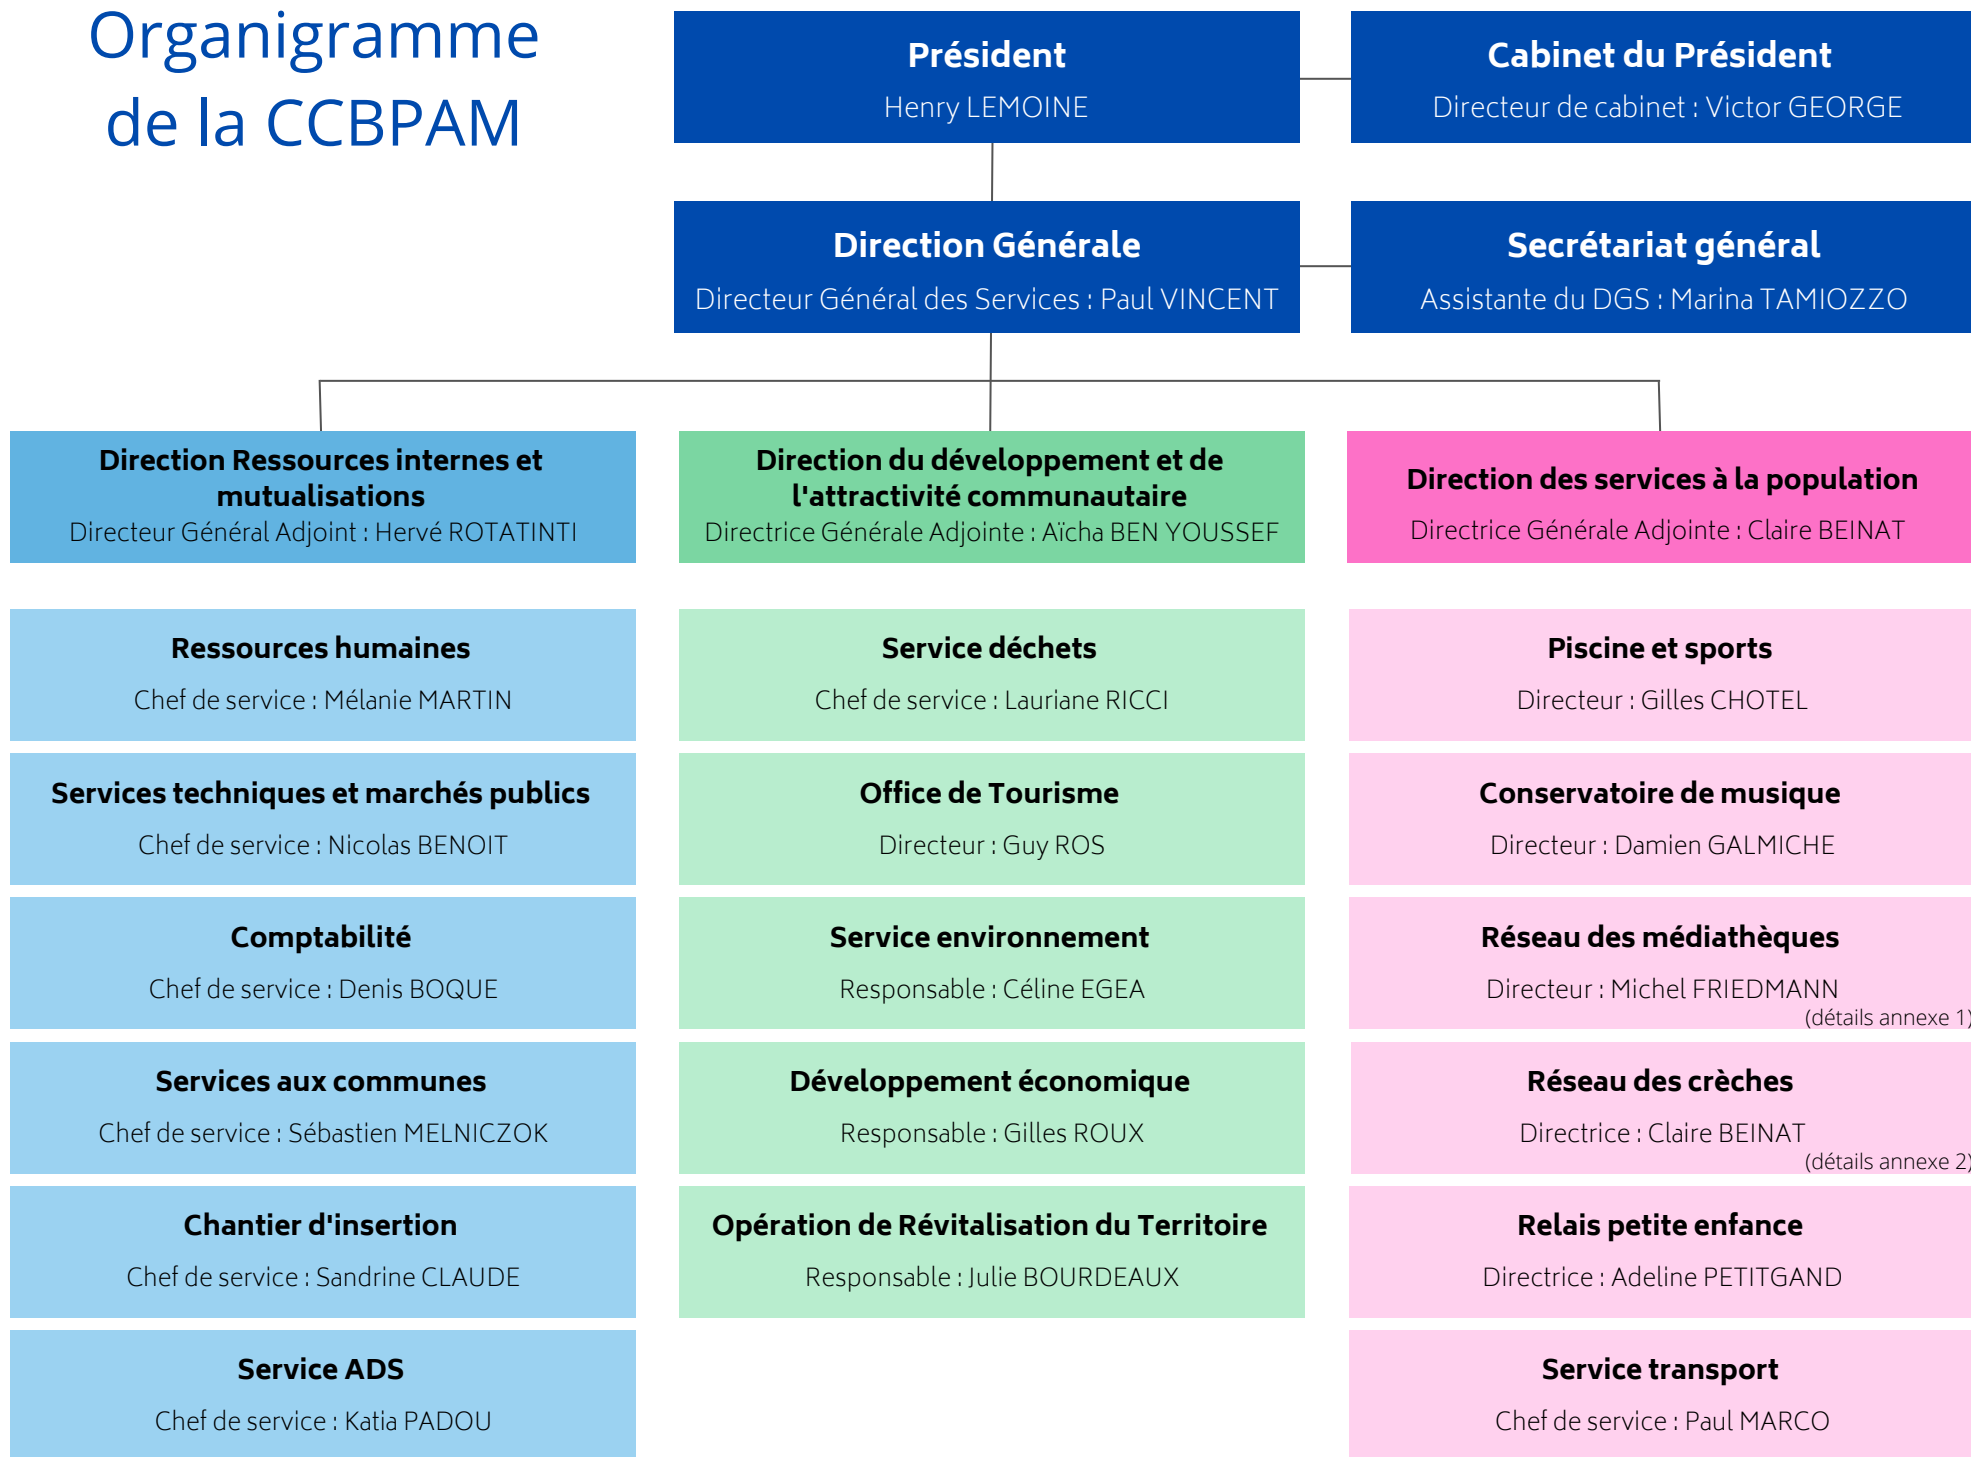 Organigramme
de la CCBPAM
Président
Henry LEMOINE
Cabinet du Président
Directeur de cabinet : Victor GEORGE
Direction Générale
Directeur Général des Services : Paul VINCENT
Secrétariat général
Assistante du DGS : Marina TAMIOZZO
Direction Ressources internes et
mutualisations
Directeur Général Adjoint : Hervé ROTATINTI
Direction du développement et de
l'attractivité communautaire
Directrice Générale Adjointe : Aïcha BEN YOUSSEF
Direction des services à la population
Directrice Générale Adjointe : Claire BEINAT
Ressources humaines
Chef de service : Mélanie MARTIN
Services techniques et marchés publics
Chef de service : Nicolas BENOIT
Comptabilité
Chef de service : Denis BOQUE
Services aux communes
Chef de service : Sébastien MELNICZOK
Chantier d'insertion
Chef de service : Sandrine CLAUDE
Service ADS
Chef de service : Katia PADOU
Service déchets
Chef de service : Lauriane RICCI
Office de Tourisme
Directeur : Guy ROS
Service environnement
Responsable : Céline EGEA
Développement économique
Responsable : Gilles ROUX
Opération de Révitalisation du Territoire
Responsable : Julie BOURDEAUX
Piscine et sports
Directeur : Gilles CHOTEL
Conservatoire de musique
Directeur : Damien GALMICHE
Réseau des médiathèques
Directeur : Michel FRIEDMANN
(détails annexe 1)
Réseau des crèches
Directrice : Claire BEINAT
(détails annexe 2)
Relais petite enfance
Directrice : Adeline PETITGAND
Service transport
Chef de service : Paul MARCO